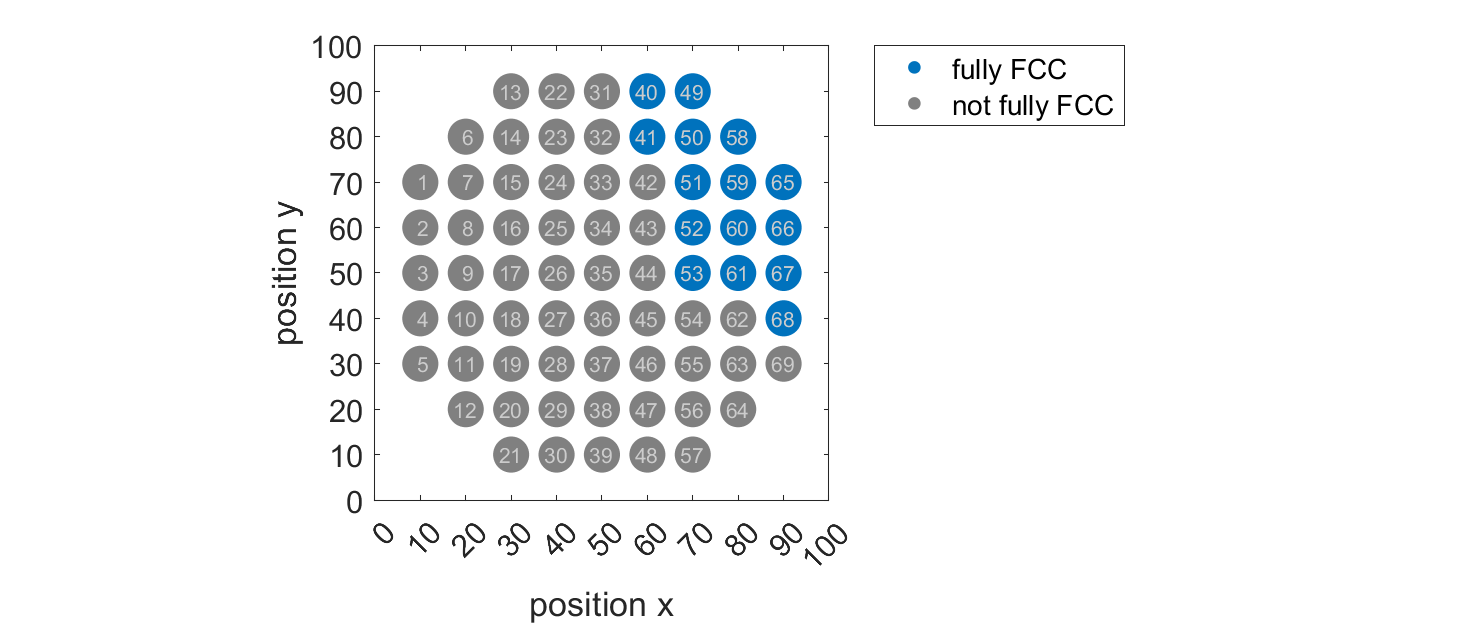 100
fully FCC
not fully FCC
90
13 22 31 40 49
80
6 14 23 32 41 50 58
70
1 7 15 24 33 42 51 59 65
60
2 8 16 25 34 43 52 60 66
50
3 9 17 26 35 44 53 61 67
40
4 10 18 27 36 45 54 62 68
30
5 11 19 28 37 46 55 63 69
20
12 20 29 38 47 56 64
10
21 30 39 48 57
0
position y
0 10 20 30 40 50 60 70 80 90 100
position x